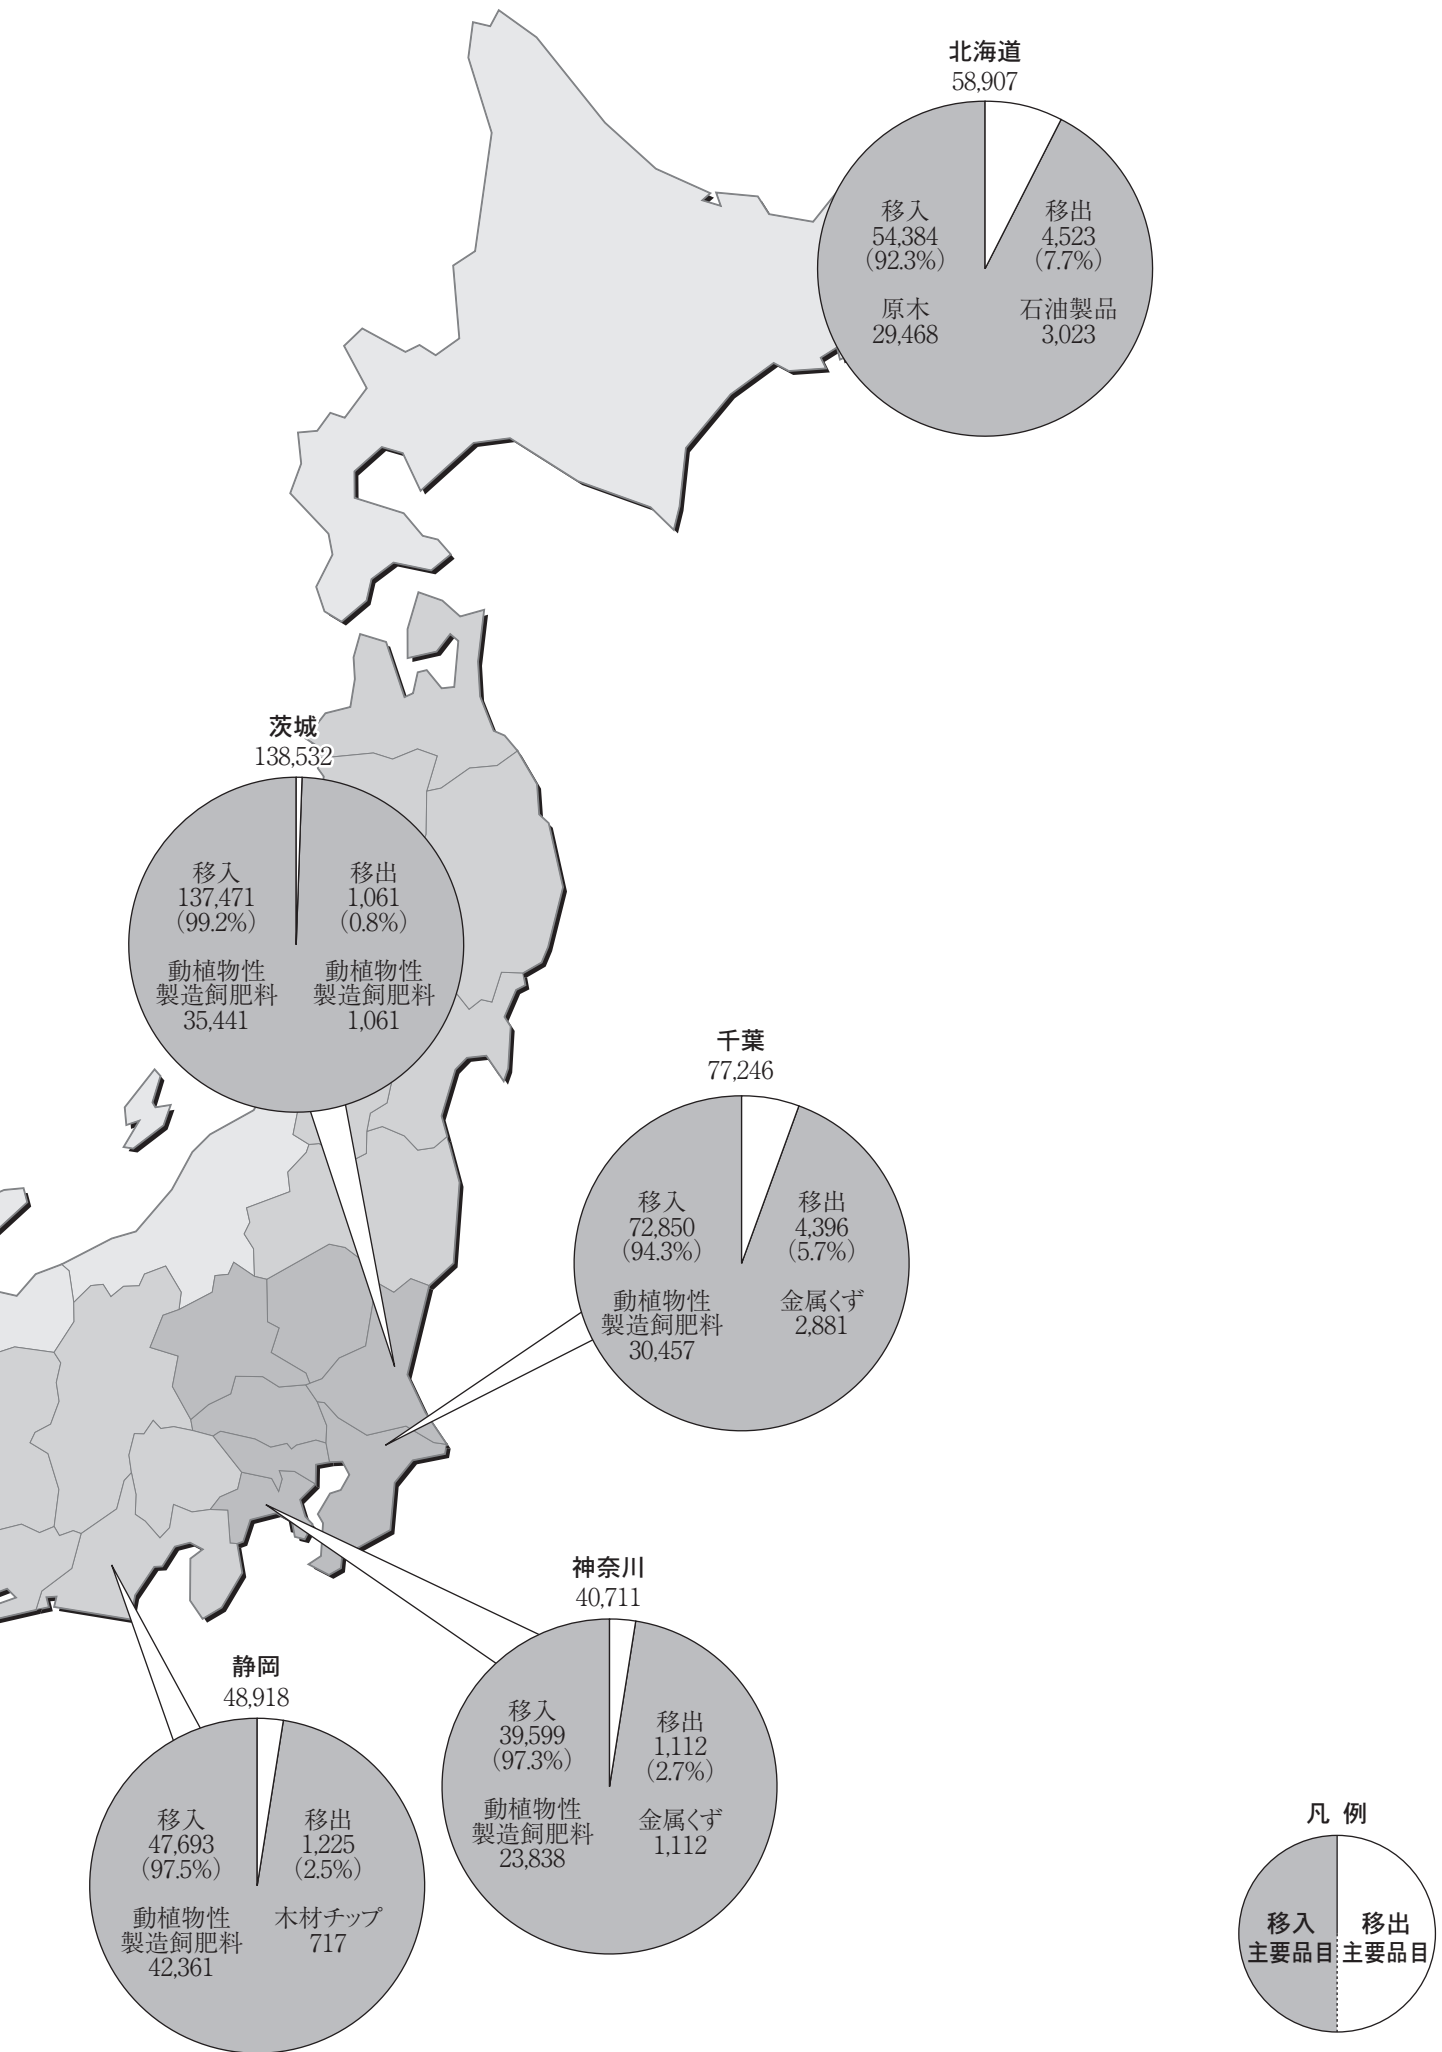 北海道
58,907
移入
54,384
(92.3%)
原木
29,468
移出
4,523
(7.7%)
石油製品
3,023
茨城
138,532
移入
137,471
(99.2%)
動植物性
製造飼肥料
35,441
移出
1,061
(0.8%)
動植物性
製造飼肥料
1,061
千葉
77,246
移入
72,850
(94.3%)
動植物性
製造飼肥料
30,457
移出
4,396
(5.7%)
金属くず
2,881
神奈川
40,711
移入
39,599
(97.3%)
動植物性
製造飼肥料
23,838
移出
1,112
(2.7%)
金属くず
1,112
静岡
48,918
移入
47,693
(97.5%)
動植物性
製造飼肥料
42,361
移出
1,225
(2.5%)
木材チップ
717
凡 例
移入
主要品目
移出
主要品目